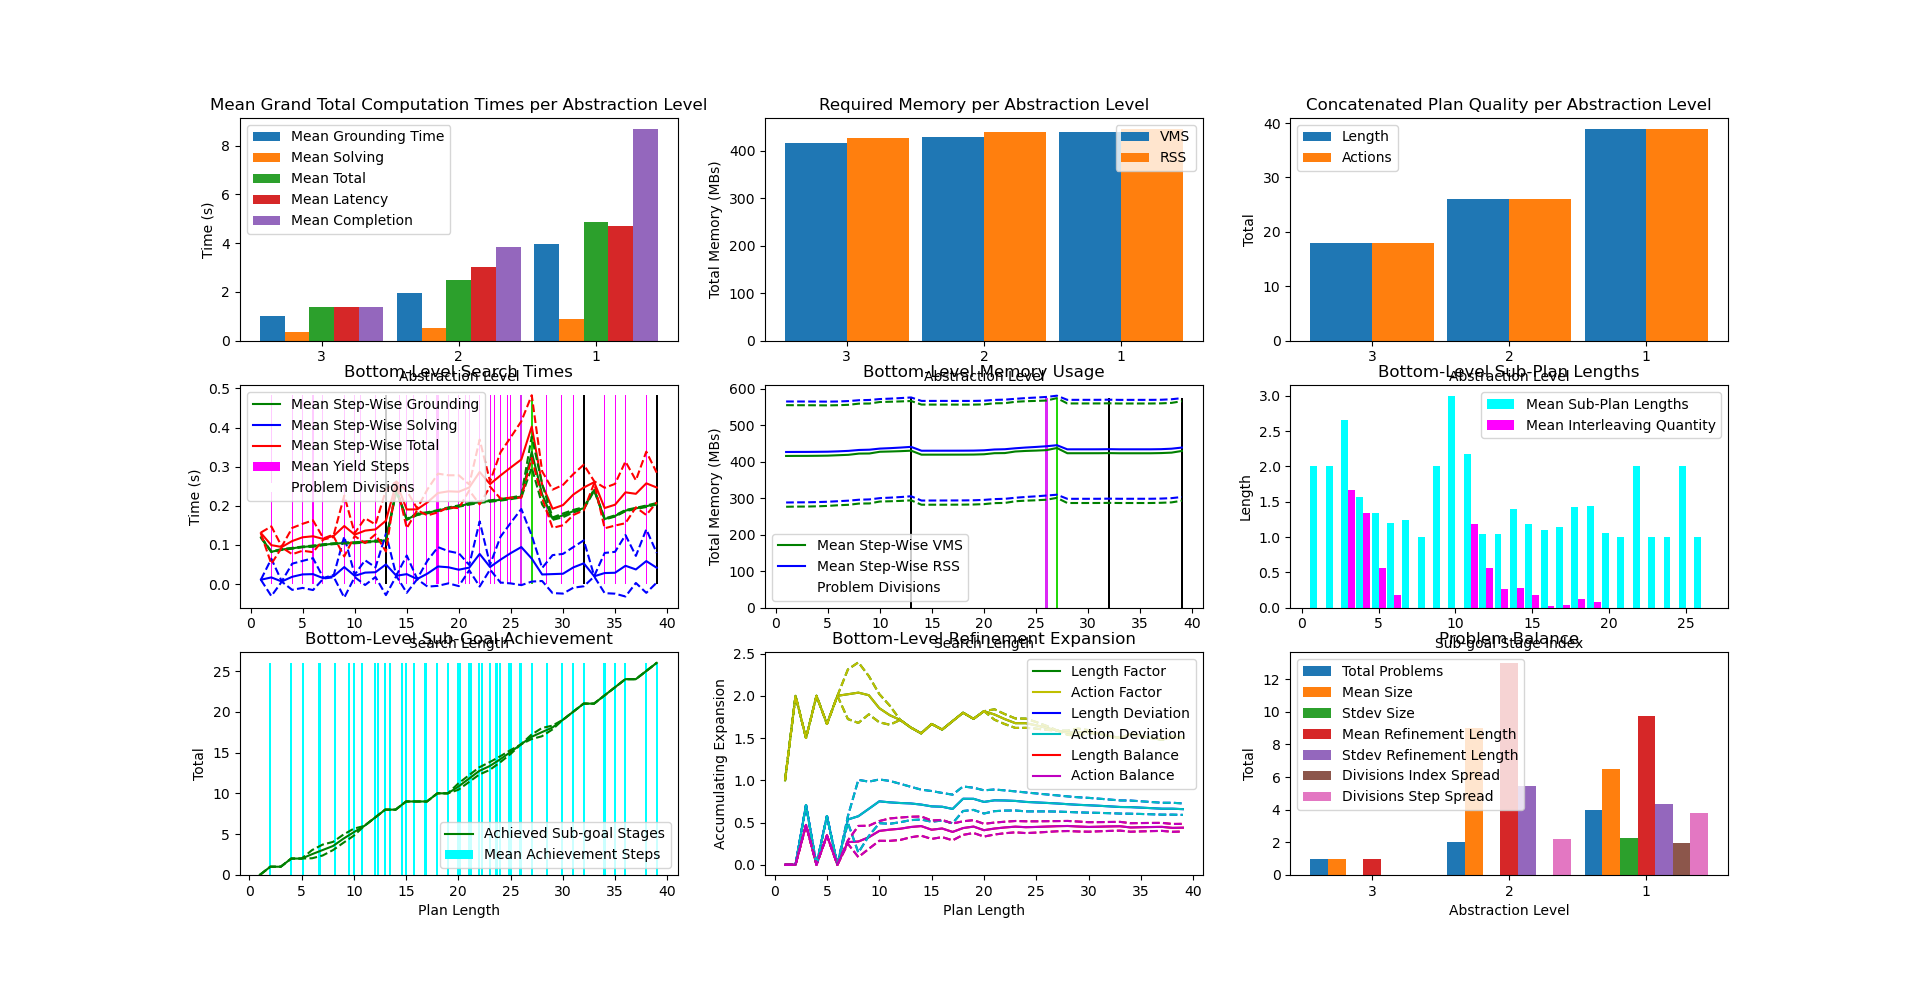 Mean Grand Total Computation Times per Abstraction Level
Time (s)
8
6
4
2
0
Mean Grounding Time
Mean Solving
Mean Total
Mean Latency
Mean Completion
3 2 1
Abstraction Level
Required Memory per Abstraction Level
Total Memory (MBs)
400
300
200
100
0
VMS
RSS
3 2 1
Abstraction Level
Concatenated Plan Quality per Abstraction Level
Total
40
30
20
10
0
Length
Actions
3 2 1
Abstraction Level
Bottom-Level Search Times
Time (s)
0.5
0.4
0.3
0.2
0.1
0.0
Mean Step-Wise Grounding
Mean Step-Wise Solving
Mean Step-Wise Total
Mean Yield Steps
Problem Divisions
0 5 10 15 20 25 30 35 40
Search Length
Bottom-Level Memory Usage
Total Memory (MBs)
600
500
400
300
200
100
0
Mean Step-Wise VMS
Mean Step-Wise RSS
Problem Divisions
0 5 10 15 20 25 30 35 40
Search Length
Bottom-Level Sub-Plan Lengths
Length
3.0
2.5
2.0
1.5
1.0
0.5
0.0
Mean Sub-Plan Lengths
Mean Interleaving Quantity
0 5 10 15 20 25
Sub-goal Stage Index
Bottom-Level Sub-Goal Achievement
Total
25
20
15
10
5
0
Achieved Sub-goal Stages
Mean Achievement Steps
0 5 10 15 20 25 30 35 40
Plan Length
Bottom-Level Refinement Expansion
Accumulating Expansion
2.5
2.0
1.5
1.0
0.5
0.0
Length Factor
Action Factor
Length Deviation
Action Deviation
Length Balance
Action Balance
0 5 10 15 20 25 30 35 40
Plan Length
Problem Balance
Total
12
10
8
6
4
2
0
Total Problems
Mean Size
Stdev Size
Mean Refinement Length
Stdev Refinement Length
Divisions Index Spread
Divisions Step Spread
3 2 1
Abstraction Level